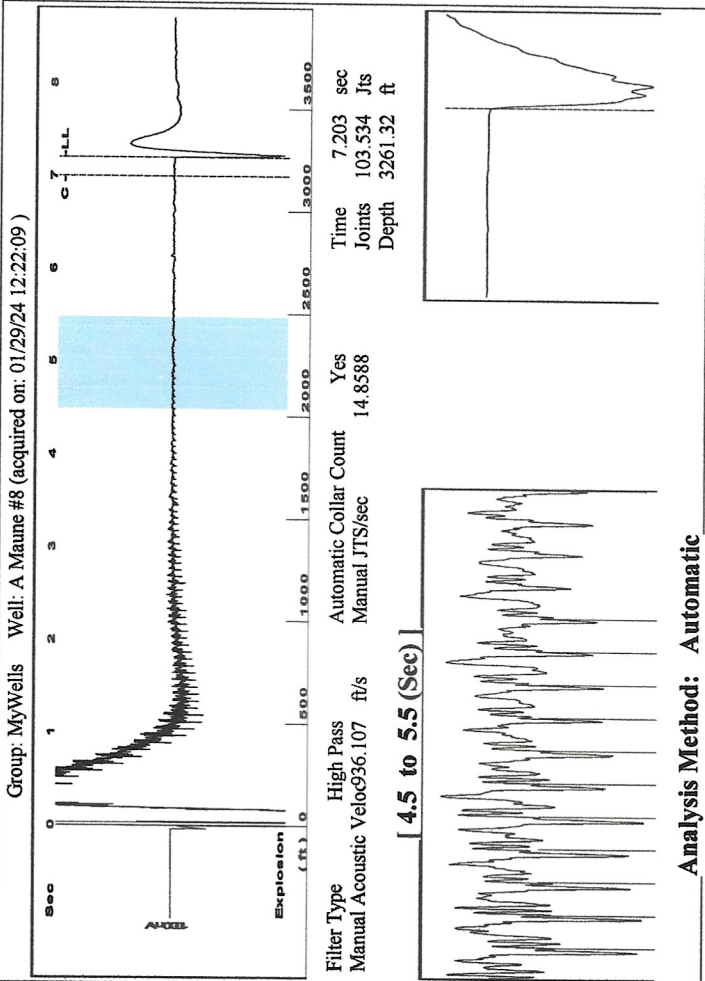 Group: MyWells Well: A Maune #8 (acquired on: 01/29/24 12:22:09 )
Sec 0 1 2 3 4 5 6 7 8
C - -LL
Explosion
( ft ) 0 500 1000 1500 2000 2500 3000 3500
Filter Type High Pass Automatic Collar Count Yes Time 7.203 sec
Manual Acoustic Veloc936.107 ft/s Manual JTS/sec 14.8588 Joints 103.534 Jts
Depth 3261.32 ft
[ 4.5 to 5.5 (Sec) ]
Analysis Method: Automatic